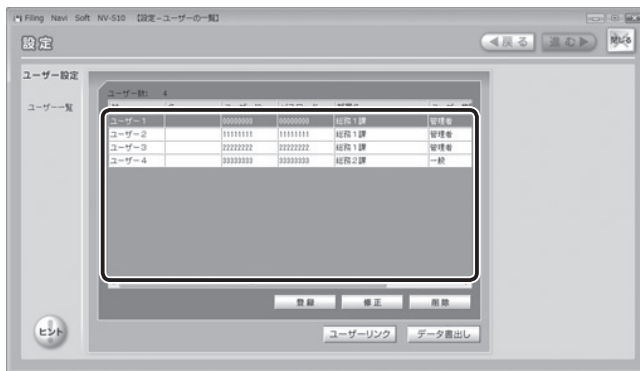 Filing Navi Soft NV-S10 【設定-ユーザーの一覧】
設定
戻る 進む 閉じる
ユーザー設定
ユーザー一覧
ユーザー数: 4
ユーザー1 00000000 00000000 総務1課 管理者
ユーザー2 11111111 11111111 総務1課 管理者
ユーザー3 22222222 22222222 総務1課 管理者
ユーザー4 33333333 33333333 総務2課 一般
登録 修正 削除
ヒント
ユーザーリンク データ書出し